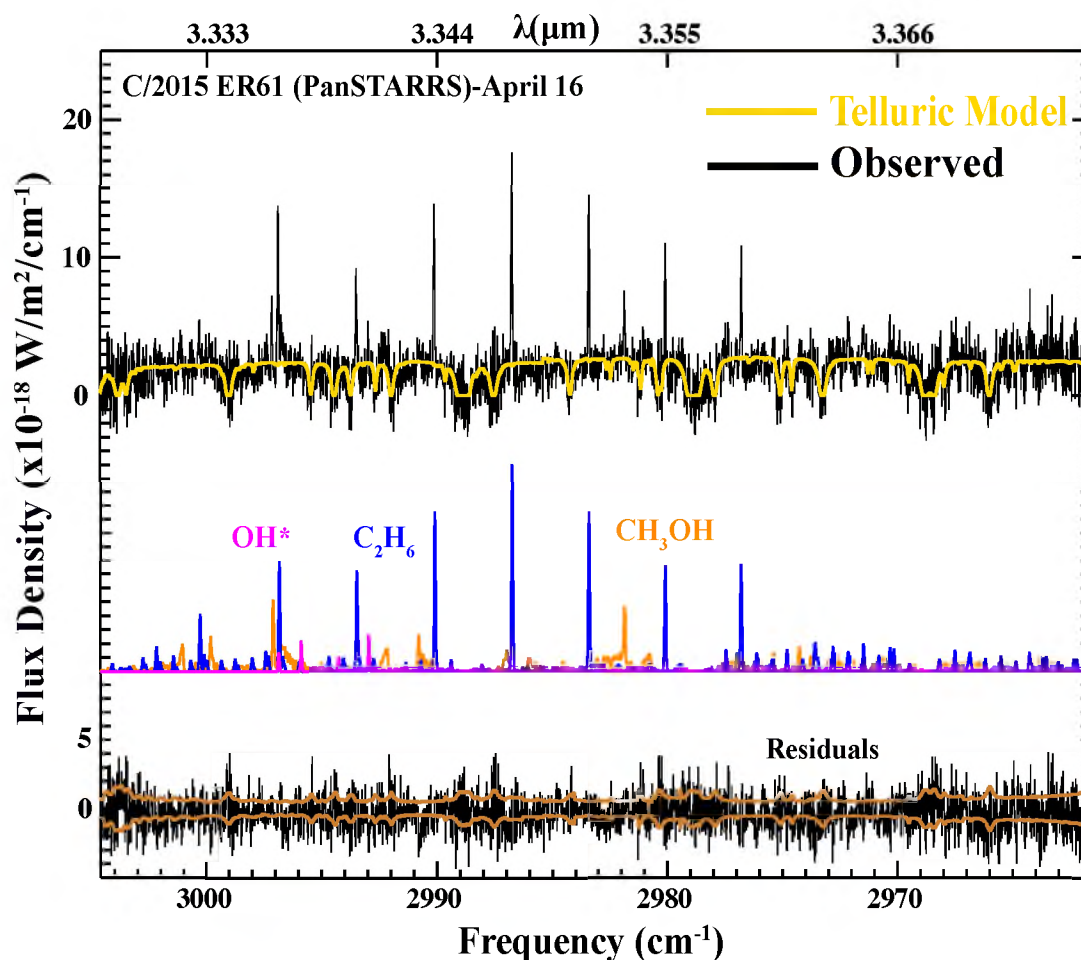 3.333 3.344 λ(μm) 3.355 3.366
C/2015 ER61 (PanSTARRS)-April 16
Telluric Model
Observed
20
10
0
OH* C₂H₆ CH₃OH
Flux Density (x10⁻¹⁸ W/m²/cm⁻¹)
5
Residuals
0
3000 2990 2980 2970
Frequency (cm⁻¹)